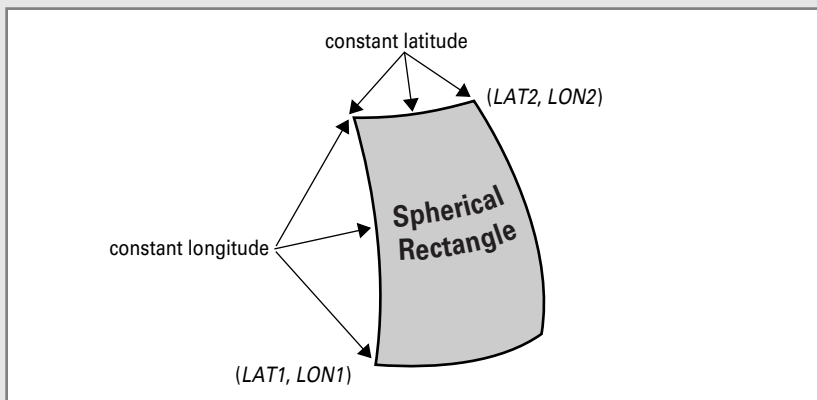 constant latitude
(LAT2, LON2)
Spherical
Rectangle
constant longitude
(LAT1, LON1)